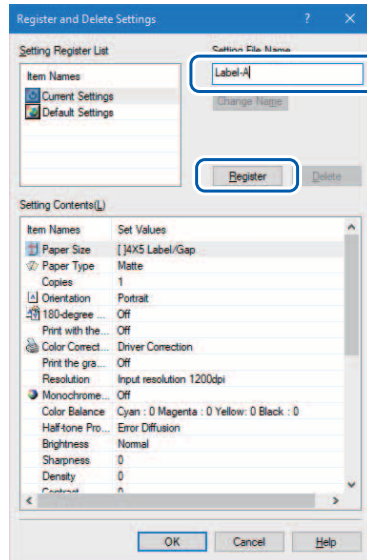 Register and Delete Settings ? ×
Setting Register List
Setting File Name
Item Names
Current Settings
Default Settings
Label-A
Change Name
Register
Delete
Setting Contents(L)
Item Names Set Values
Paper Size [ ]4X5 Label/Gap
Paper Type Matte
Copies 1
Orientation Portrait
180-degree ... Off
Print with the... Off
Color Correct... Driver Correction
Print the gra... Off
Resolution Input resolution 1200dpi
Monochrome... Off
Color Balance Cyan : 0 Magenta : 0 Yellow: 0 Black : 0
Half-tone Pro... Error Diffusion
Brightness Normal
Sharpness 0
Density 0
Contrast 0
OK Cancel Help